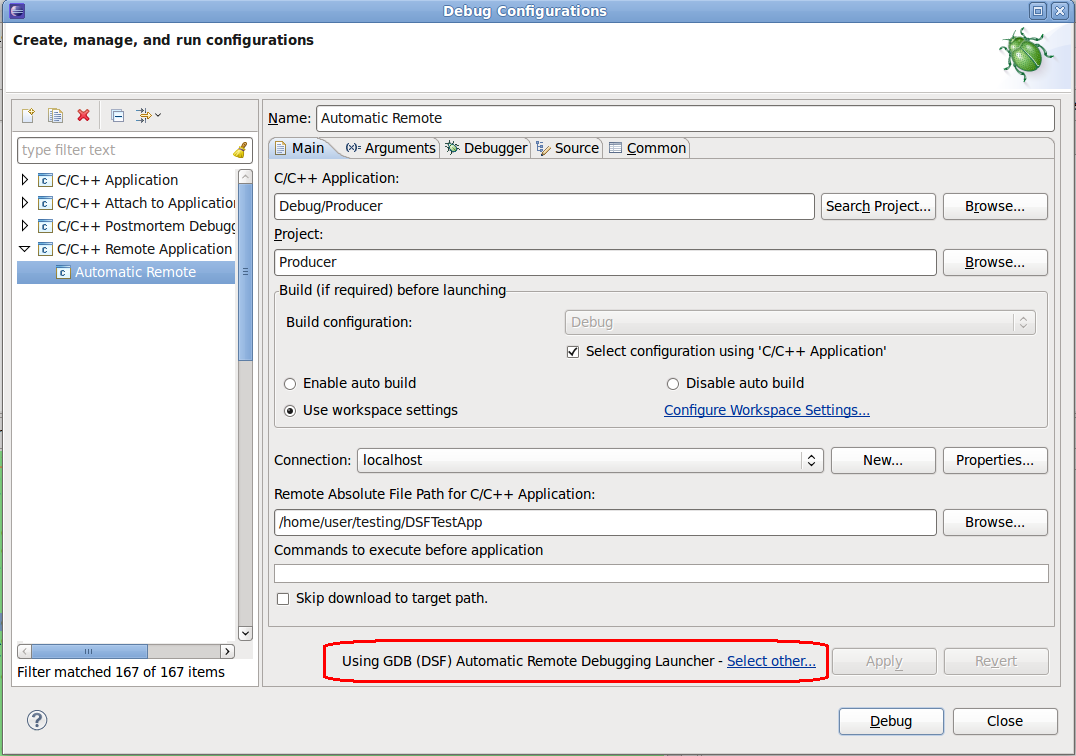 Debug Configurations
Create, manage, and run configurations
type filter text
C/C++ Application
C/C++ Attach to Application
C/C++ Postmortem Debugg
C/C++ Remote Application
Automatic Remote
Filter matched 167 of 167 items
Name: Automatic Remote
Main (x)= Arguments Debugger Source Common
C/C++ Application:
Debug/Producer Search Project... Browse...
Project:
Producer Browse...
Build (if required) before launching
Build configuration: Debug
Select configuration using 'C/C++ Application'
Enable auto build Disable auto build
Use workspace settings Configure Workspace Settings...
Connection: localhost New... Properties...
Remote Absolute File Path for C/C++ Application:
/home/user/testing/DSFTestApp Browse...
Commands to execute before application
Skip download to target path.
Using GDB (DSF) Automatic Remote Debugging Launcher - Select other... Apply Revert
? Debug Close